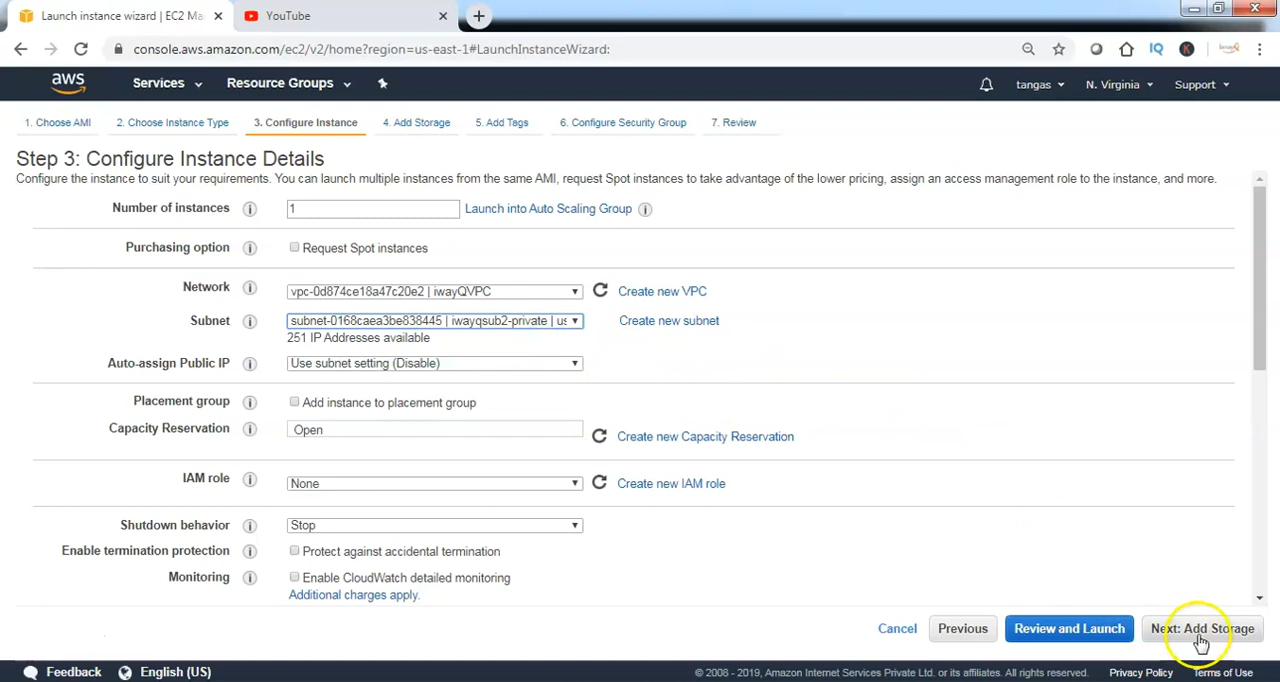 Launch instance wizard | EC2 Ma
YouTube
console.aws.amazon.com/ec2/v2/home?region=us-east-1#LaunchInstanceWizard:
aws
Services
Resource Groups
tangas
N. Virginia
Support
1. Choose AMI
2. Choose Instance Type
3. Configure Instance
4. Add Storage
5. Add Tags
6. Configure Security Group
7. Review
Step 3: Configure Instance Details
Configure the instance to suit your requirements. You can launch multiple instances from the same AMI, request Spot instances to take advantage of the lower pricing, assign an access management role to the instance, and more.
Number of instances
1
Launch into Auto Scaling Group
Purchasing option
Request Spot instances
Network
vpc-0d874ce18a47c20e2 | iwayQVPC
Create new VPC
Subnet
subnet-0168caea3be838445 | iwayqsub2-private | us
Create new subnet
251 IP Addresses available
Auto-assign Public IP
Use subnet setting (Disable)
Placement group
Add instance to placement group
Capacity Reservation
Open
Create new Capacity Reservation
IAM role
None
Create new IAM role
Shutdown behavior
Stop
Enable termination protection
Protect against accidental termination
Monitoring
Enable CloudWatch detailed monitoring
Additional charges apply.
Cancel
Previous
Review and Launch
Next: Add Storage
Feedback
English (US)
© 2008 - 2019, Amazon Internet Services Private Ltd. or its affiliates. All rights reserved.
Privacy Policy
Terms of Use